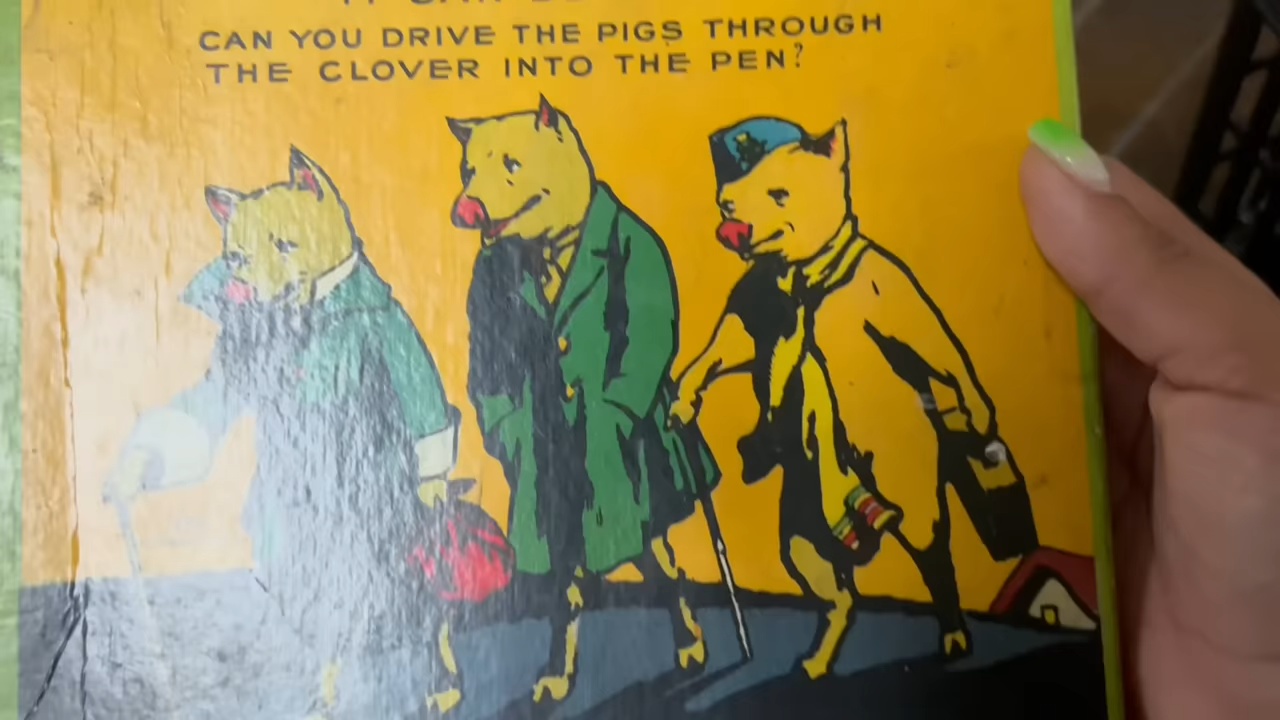 CAN YOU DRIVE THE PIGS THROUGH
THE CLOVER INTO THE PEN?